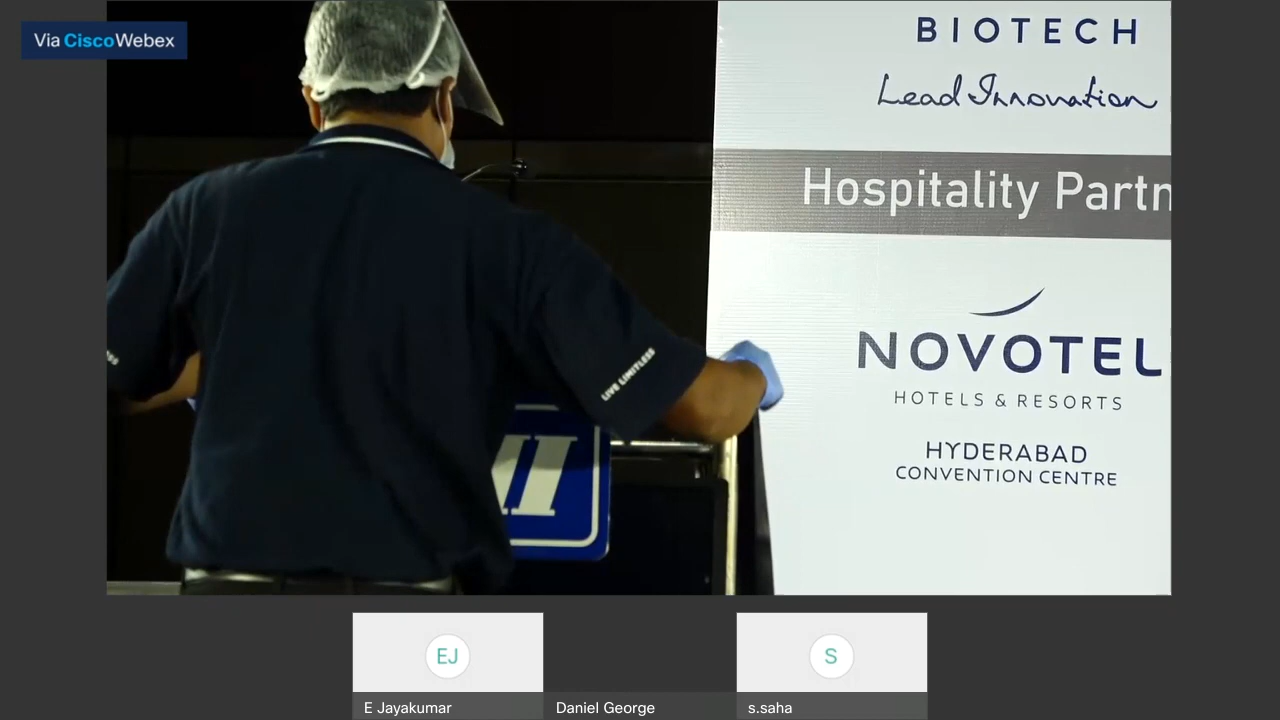 Via CiscoWebex
BIOTECH
Lead Innovation
Hospitality Partn
NOVOTEL
HOTELS & RESORTS
HYDERABAD
CONVENTION CENTRE
LIVE LIMITLESS
II
EJ
S
E Jayakumar
Daniel George
s.saha